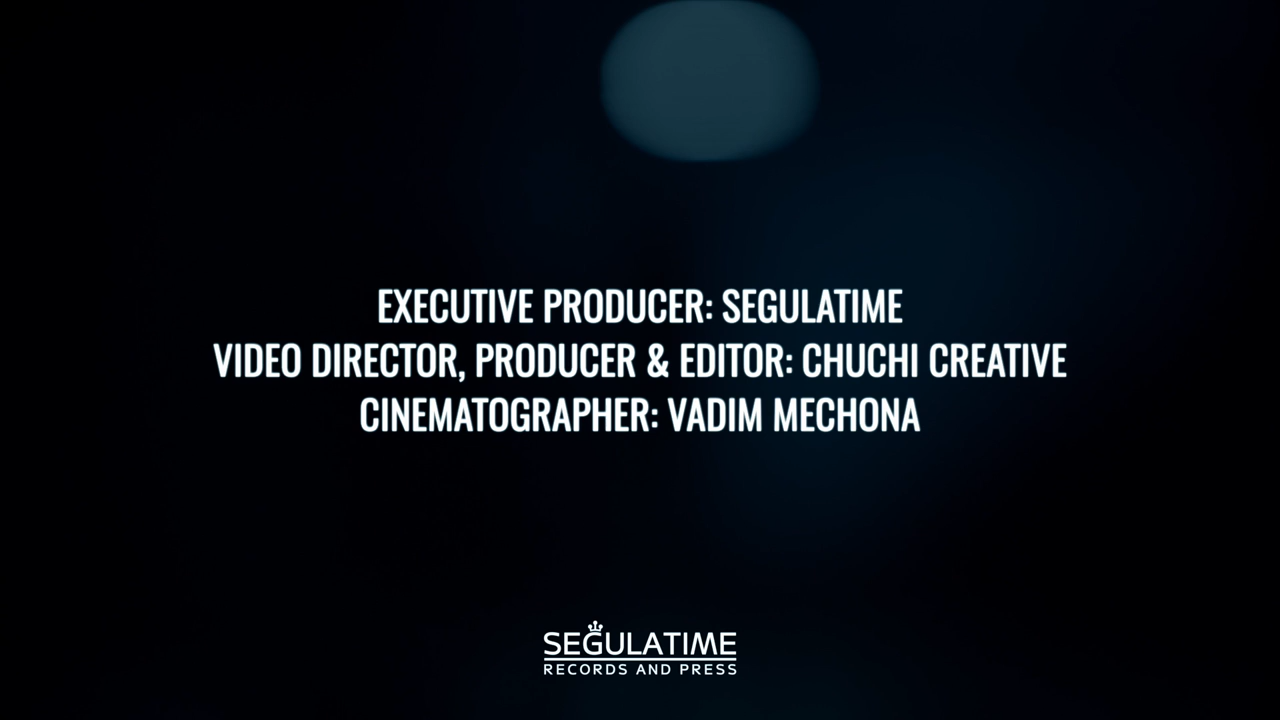 EXECUTIVE PRODUCER: SEGULATIME
VIDEO DIRECTOR, PRODUCER & EDITOR: CHUCHI CREATIVE
CINEMATOGRAPHER: VADIM MECHONA
SEGULATIME
RECORDS AND PRESS